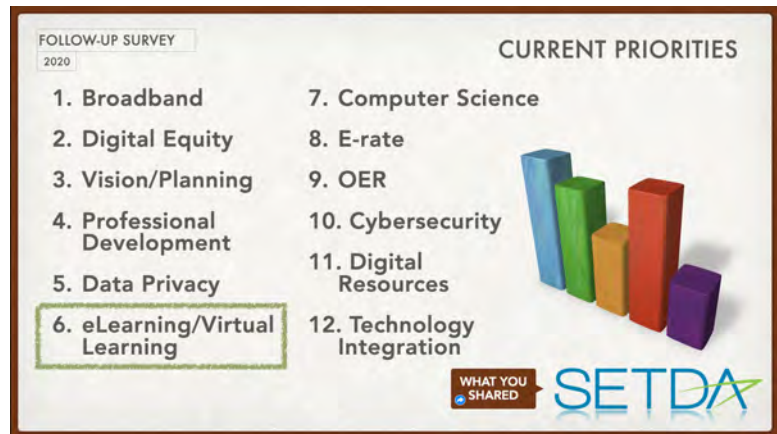 FOLLOW-UP SURVEY
2020
CURRENT PRIORITIES
1. Broadband
2. Digital Equity
3. Vision/Planning
4. Professional
Development
5. Data Privacy
6. eLearning/Virtual
Learning
7. Computer Science
8. E-rate
9. OER
10. Cybersecurity
11. Digital
Resources
12. Technology
Integration
WHAT YOU
SHARED
SETDA